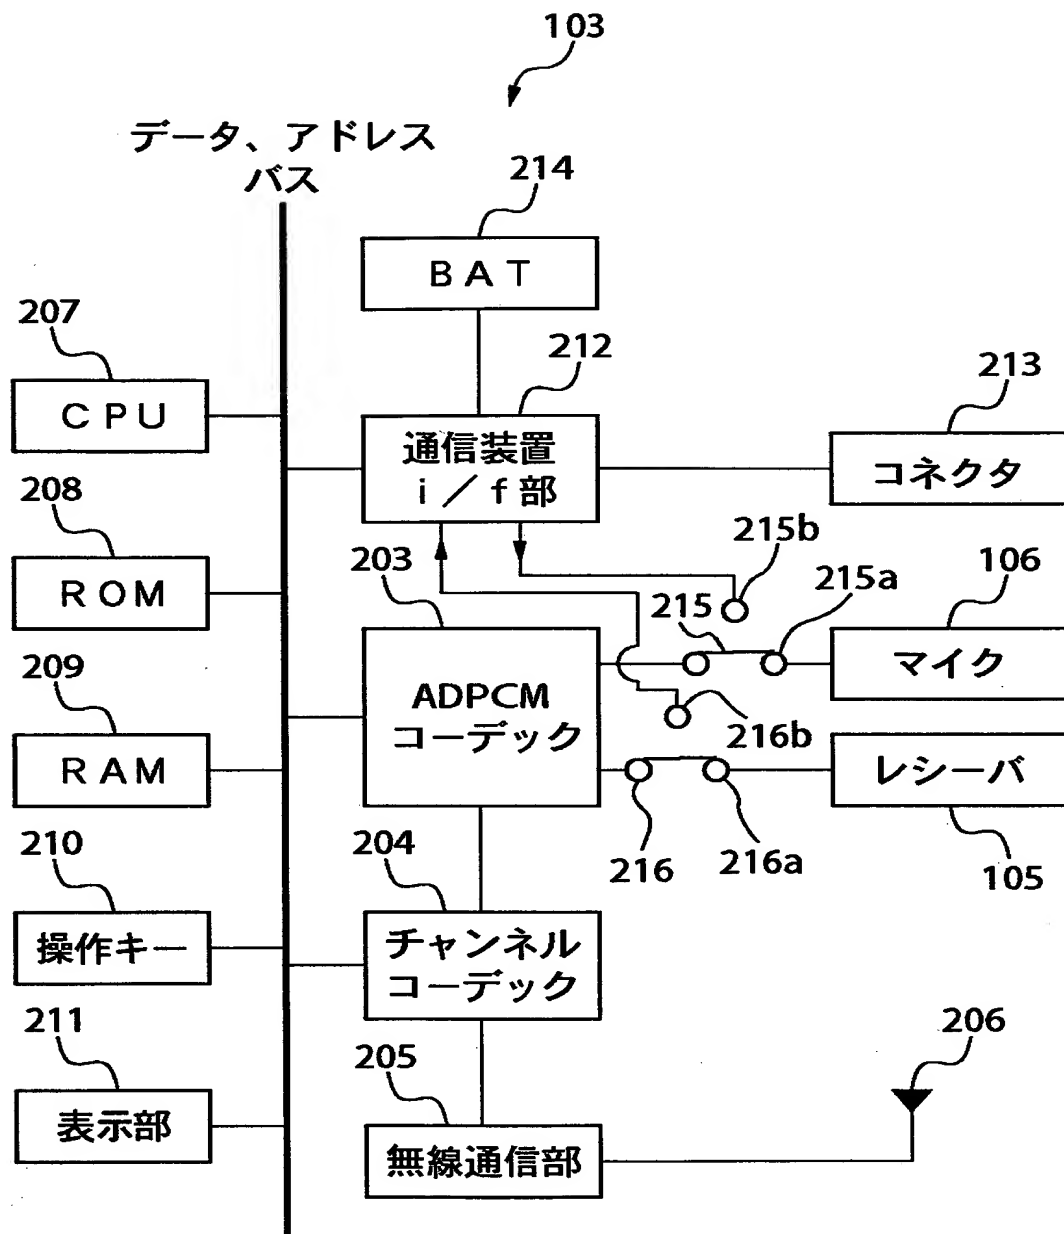 103
データ、アドレス
バス
214
BAT
207
CPU
212
通信装置
i/f部
213
コネクタ
208
ROM
203
ADPCM
コーデック
215b
215
215a
106
マイク
209
RAM
216b
レシーバ
216
216a
105
210
操作キー
204
チャンネル
コーデック
211
表示部
205
無線通信部
206